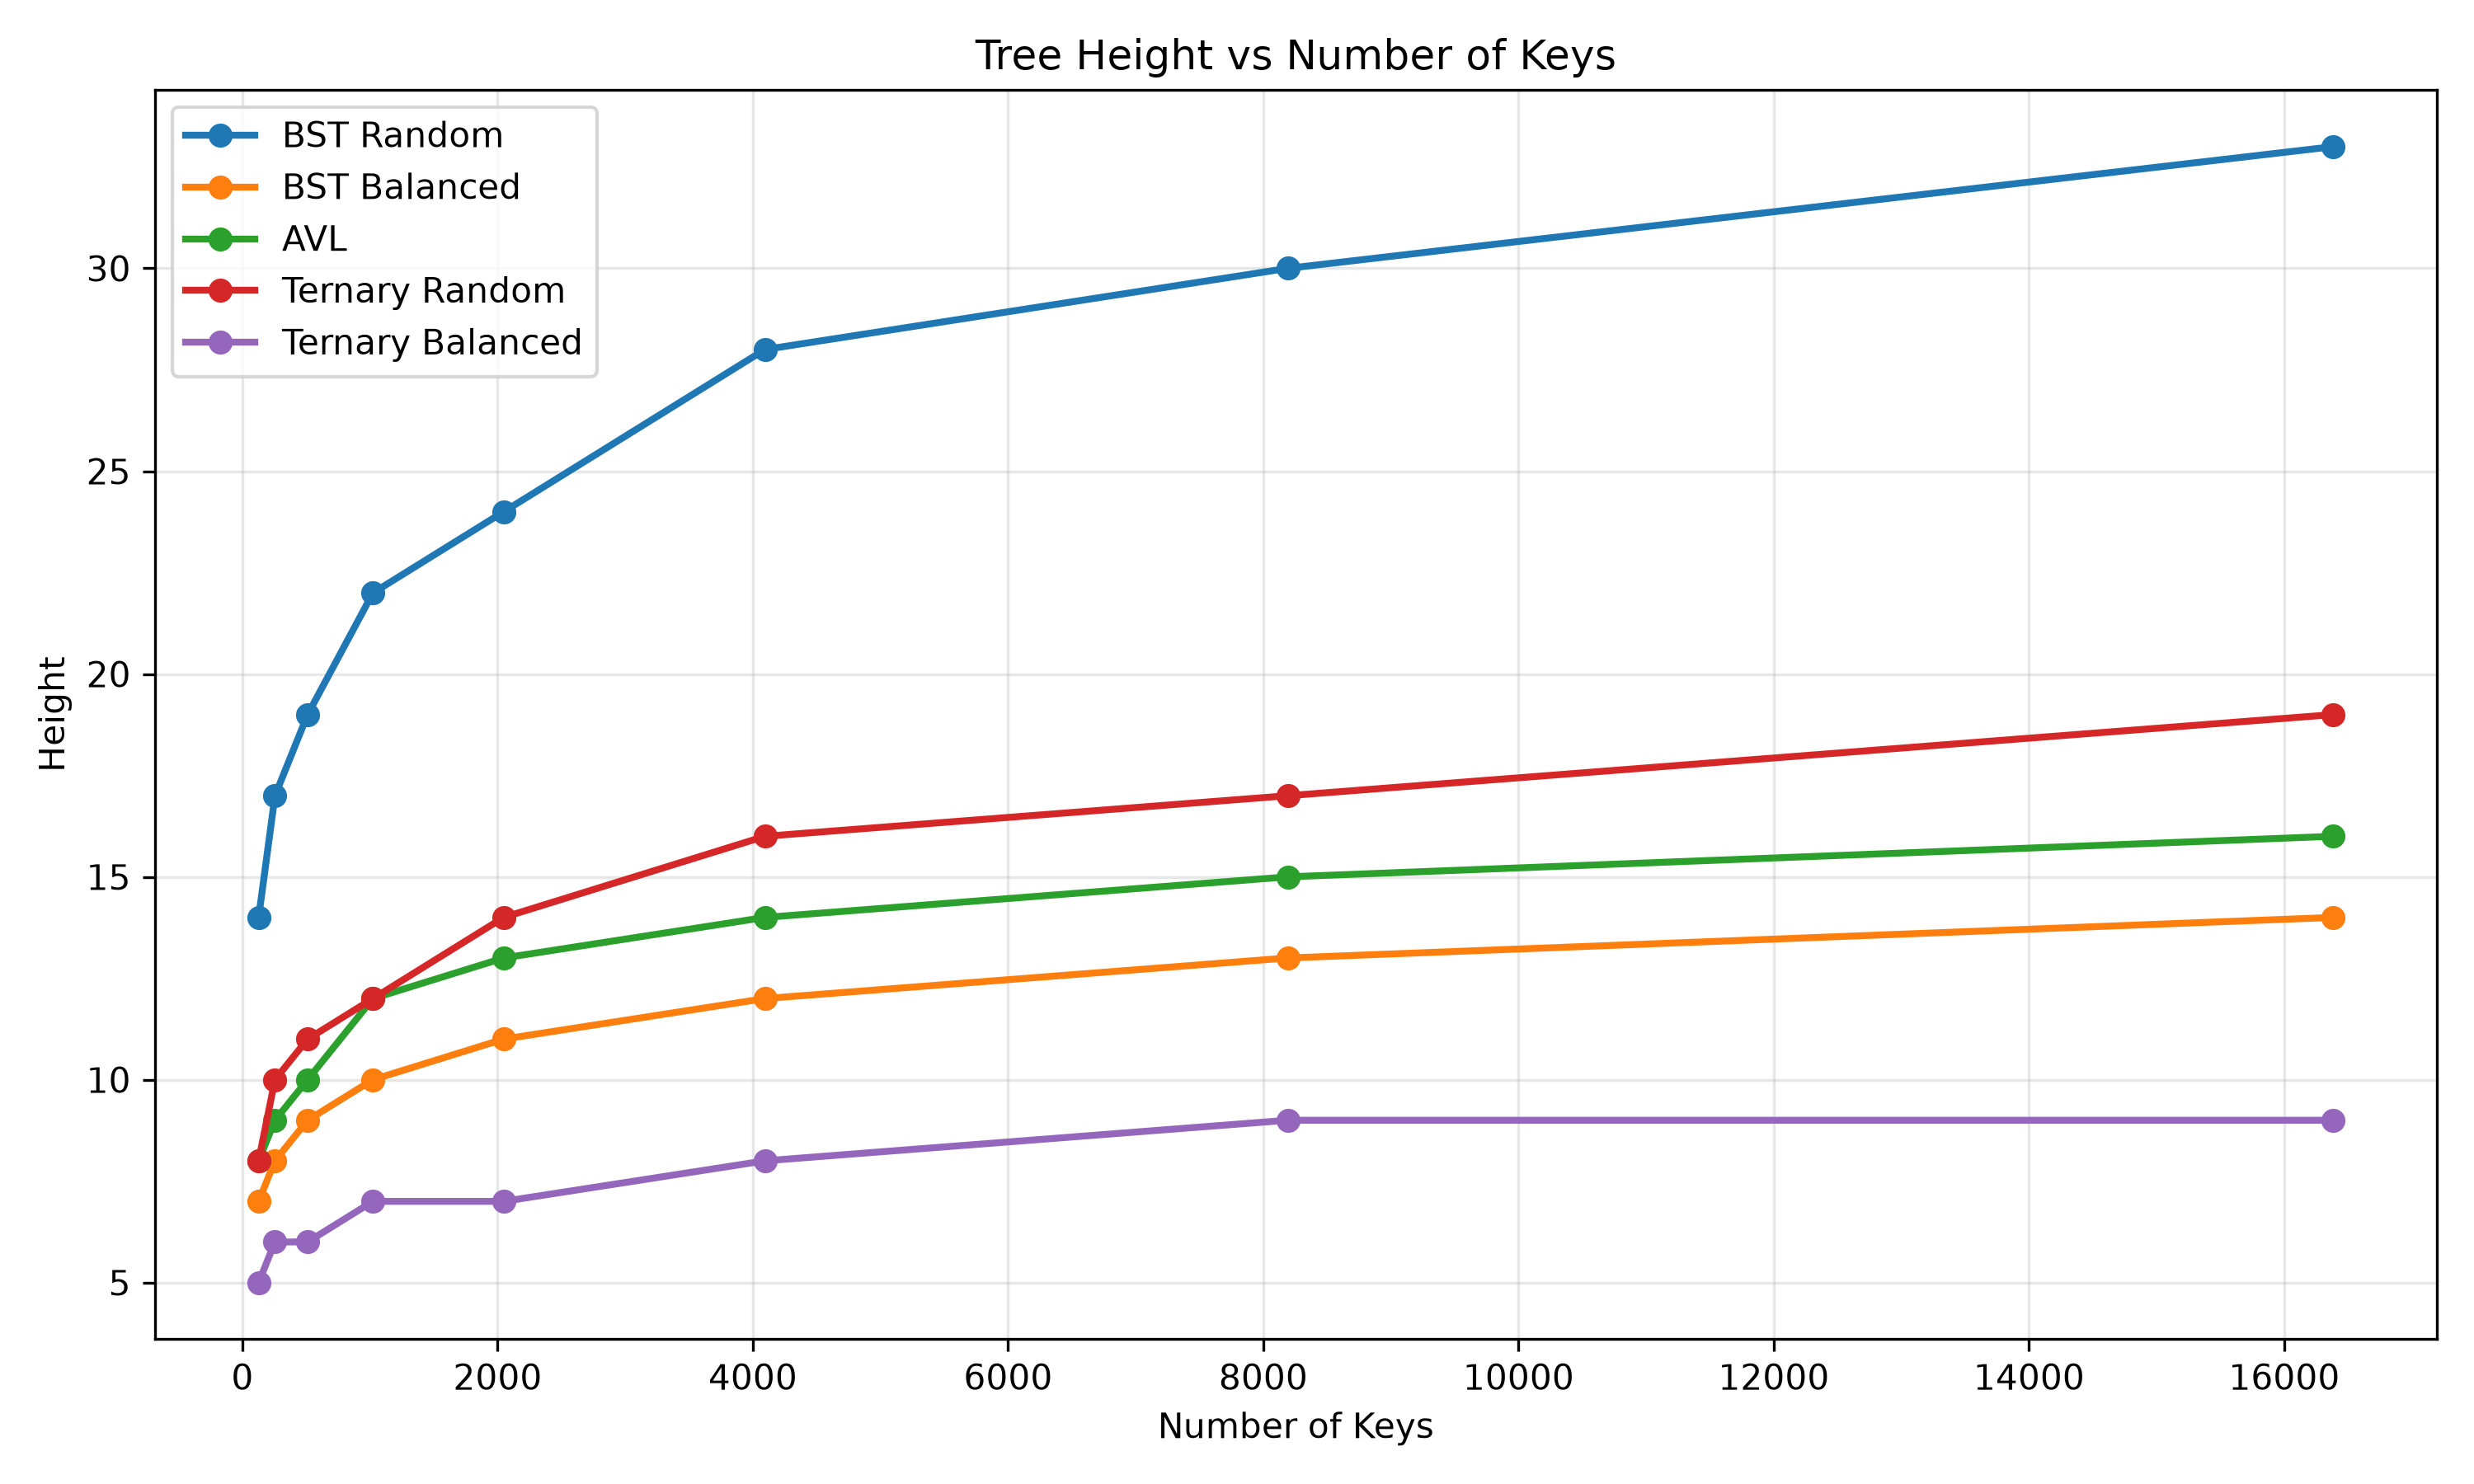 Tree Height vs Number of Keys
BST Random
BST Balanced
AVL
Ternary Random
Ternary Balanced
Height
30
25
20
15
10
5
0 2000 4000 6000 8000 10000 12000 14000 16000
Number of Keys